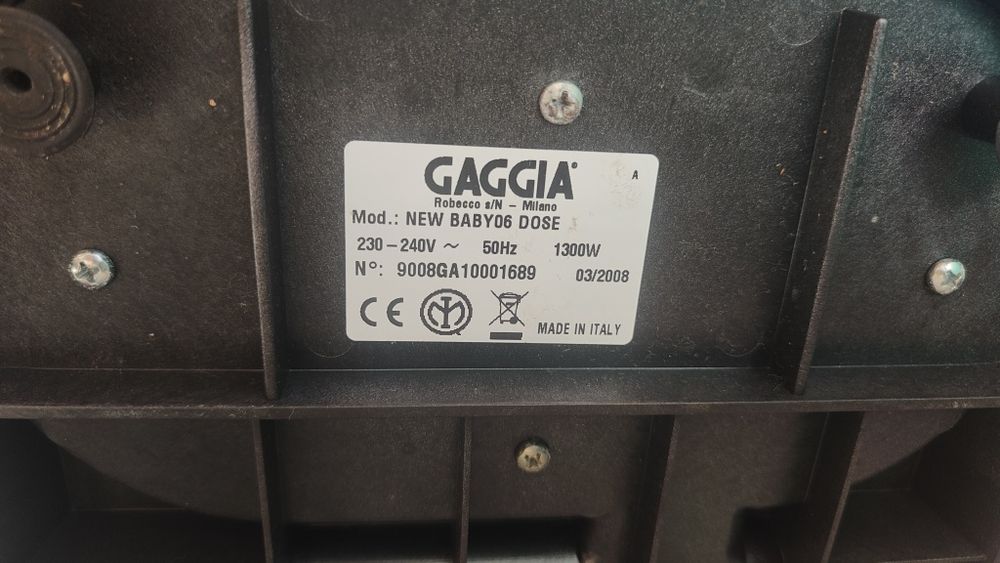 GAGGIA
A
Robecco s/N – Milano
Mod.: NEW BABY06 DOSE
230–240V ~ 50Hz 1300W
N°: 9008GA10001689 03/2008
CE
MADE IN ITALY